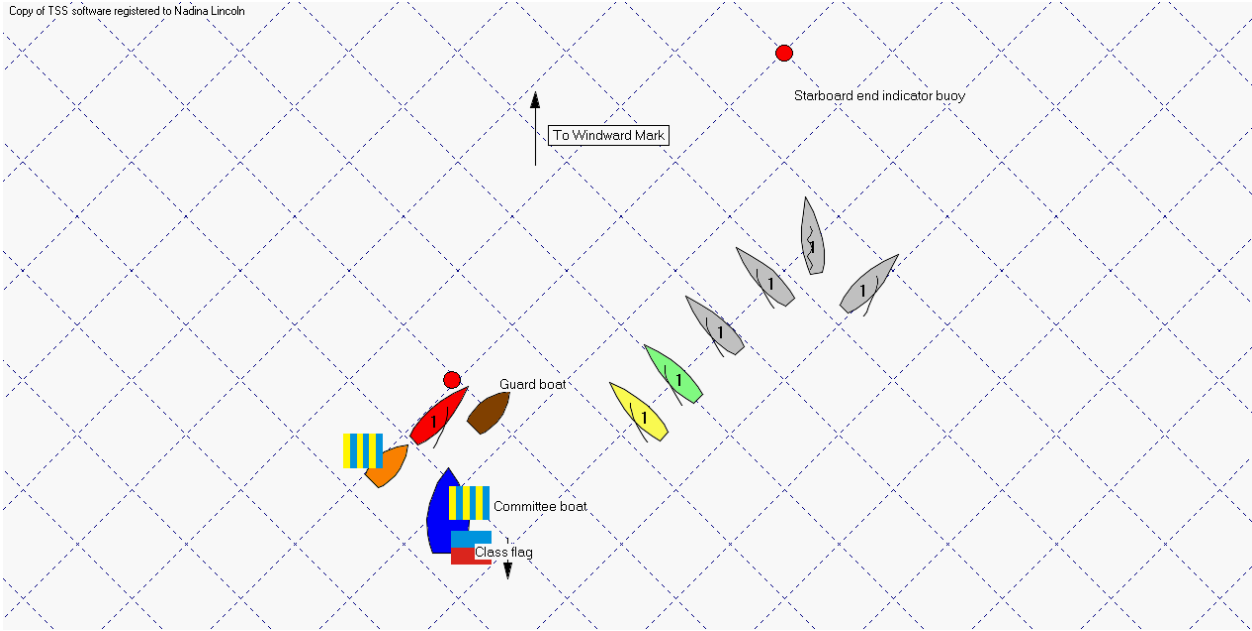 Copy of TSS software registered to Nadina Lincoln
Starboard end indicator buoy
To Windward Mark
1
1
1
1
1
Guard boat
1
1
Committee boat
Class flag